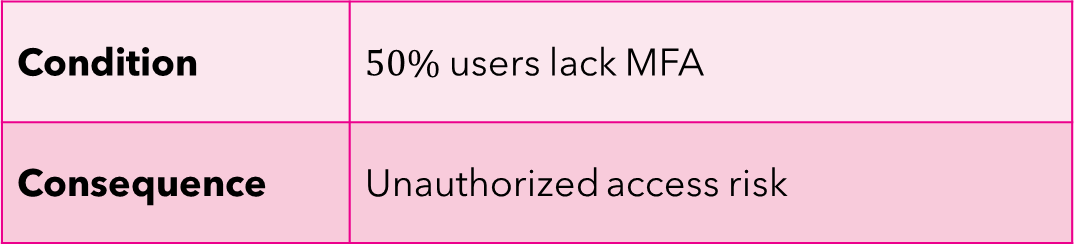 Condition 50% users lack MFA
Consequence Unauthorized access risk